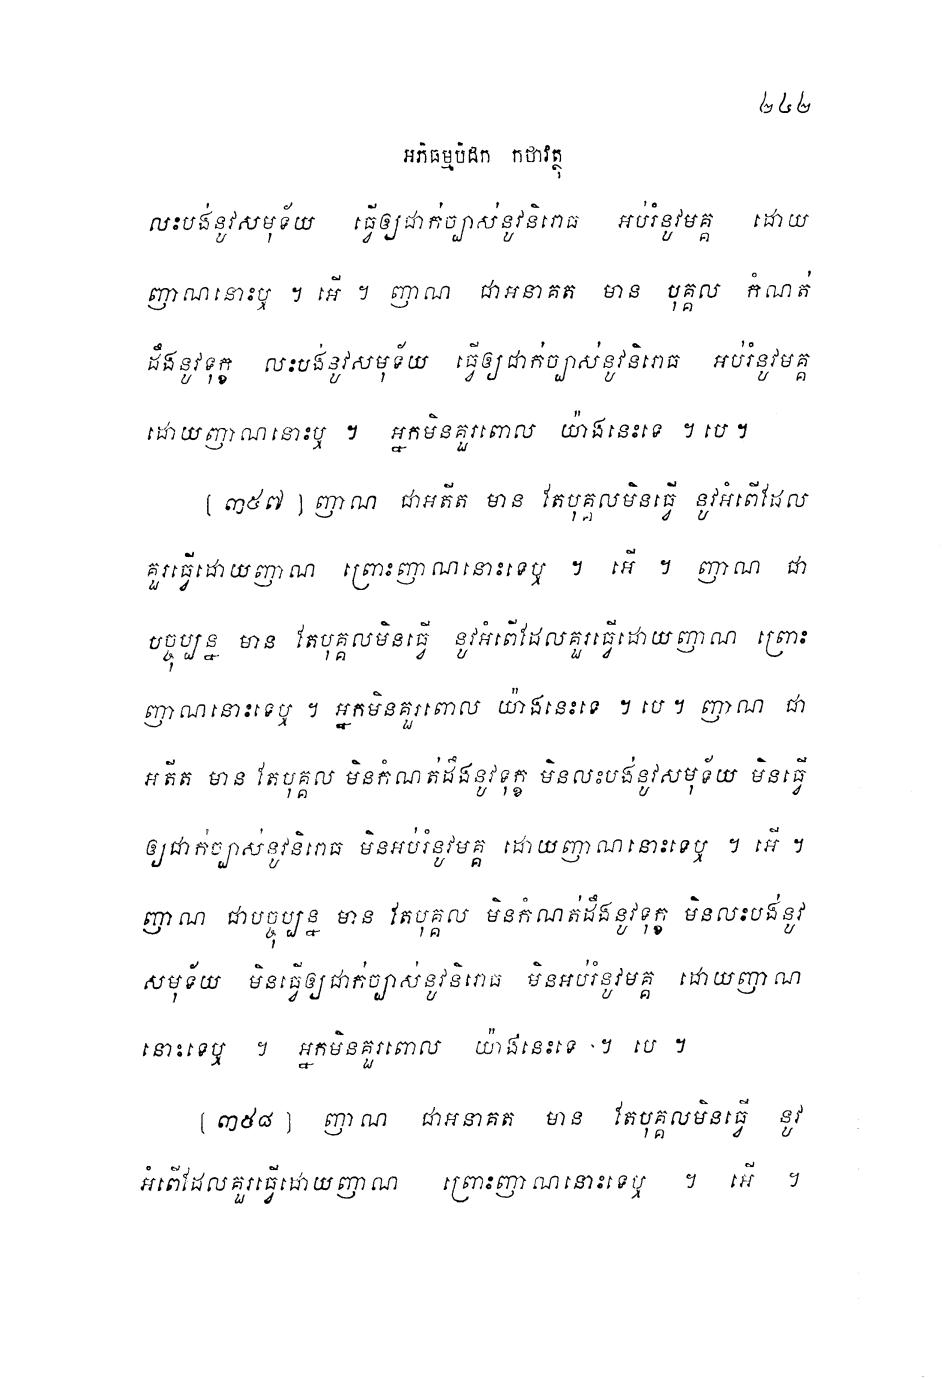 ២៤២
អភិធម្មបិដក កថាវត្ថុ
លះបង់នូវសមុទ័យ ធ្វើឲ្យជាក់ច្បាស់នូវនិរោធ អប់រំនូវមគ្គ ដោយ
ញាណនោះឬ ។ អើ ។ ញាណ ជាអនាគត មាន បុគ្គល កំណត់
ដឹងនូវទុក្ខ លះបង់នូវសមុទ័យ ធ្វើឲ្យជាក់ច្បាស់នូវនិរោធ អប់រំនូវមគ្គ
ដោយញាណនោះឬ ។ អ្នកមិនគួរពោល យ៉ាងនេះទេ ។ បេ ។
[ ៣៥៧ ] ញាណ ជាអតីត មាន តែបុគ្គលមិនធ្វើ នូវអំពើដែល
គួរធ្វើដោយញាណ ព្រោះញាណនោះទេឬ ។ អើ ។ ញាណ ជា
បច្ចុប្បន្ន មាន តែបុគ្គលមិនធ្វើ នូវអំពើដែលគួរធ្វើដោយញាណ ព្រោះ
ញាណនោះទេឬ ។ អ្នកមិនគួរពោល យ៉ាងនេះទេ ។ បេ ។ ញាណ ជា
អតីត មាន តែបុគ្គល មិនកំណត់ដឹងនូវទុក្ខ មិនលះបង់នូវសមុទ័យ មិនធ្វើ
ឲ្យជាក់ច្បាស់នូវនិរោធ មិនអប់រំនូវមគ្គ ដោយញាណនោះទេឬ ។ អើ ។
ញាណ ជាបច្ចុប្បន្ន មាន តែបុគ្គល មិនកំណត់ដឹងនូវទុក្ខ មិនលះបង់នូវ
សមុទ័យ មិនធ្វើឲ្យជាក់ច្បាស់នូវនិរោធ មិនអប់រំនូវមគ្គ ដោយញាណ
នោះទេឬ ។ អ្នកមិនគួរពោល យ៉ាងនេះទេ ។ បេ ។
[ ៣៥៨ ] ញាណ ជាអនាគត មាន តែបុគ្គលមិនធ្វើ នូវ
អំពើដែលគួរធ្វើដោយញាណ ព្រោះញាណនោះទេឬ ។ អើ ។